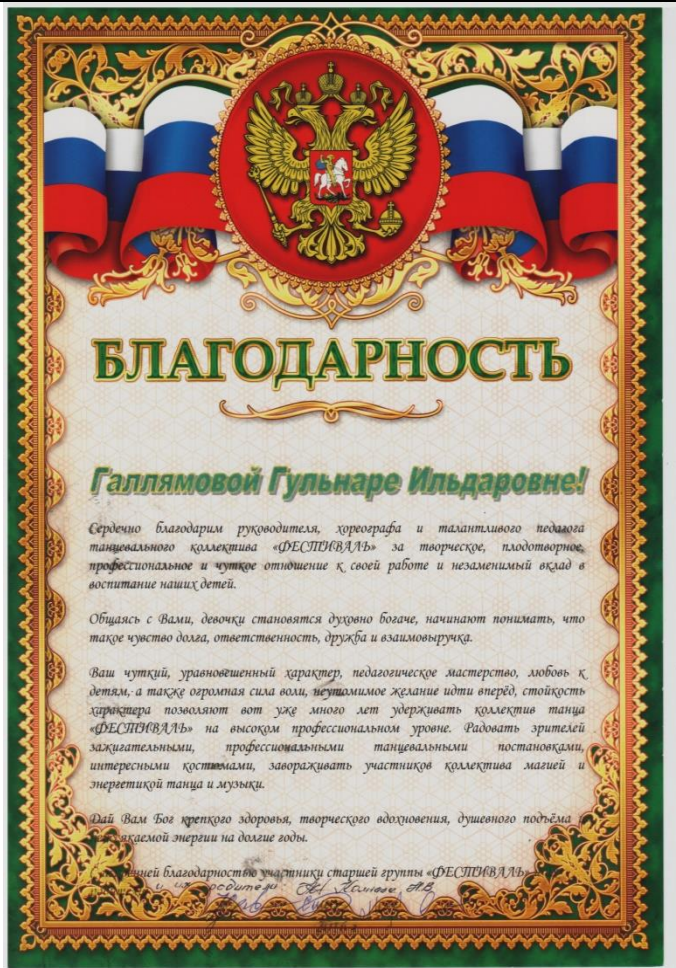 БЛАГОДАРНОСТЬ
Галлямовой Гульнаре Ильдаровне!
Сердечно благодарим руководителя, хореографа и талантливого педагога
танцевального коллектива «ФЕСТИВАЛЬ» за творческое, плодотворное,
профессиональное и чуткое отношение к своей работе и незаменимый вклад в
воспитание наших детей.
Общаясь с Вами, девочки становятся духовно богаче, начинают понимать, что
такое чувство долга, ответственность, дружба и взаимовыручка.
Ваш чуткий, уравновешенный характер, педагогическое мастерство, любовь к
детям, а также огромная сила воли, неутомимое желание идти вперёд, стойкость
характера позволяют вот уже много лет удерживать коллектив танца
«ФЕСТИВАЛЬ» на высоком профессиональном уровне. Радовать зрителей
зажигательными, профессиональными танцевальными постановками,
интересными костюмами, завораживать участников коллектива магией и
энергетикой танца и музыки.
Дай Вам Бог крепкого здоровья, творческого вдохновения, душевного подъёма
энергии на долгие годы.
благодарностью участники старшей группы «ФЕСТИВАЛЬ»
и их родители